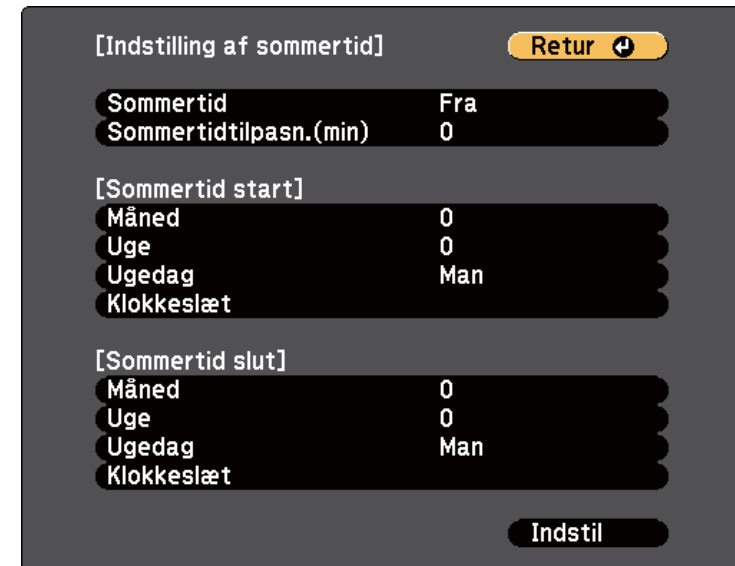 [Indstilling af sommertid] Retur
Sommertid Fra
Sommertidtilpasn.(min) 0
[Sommertid start]
Måned 0
Uge 0
Ugedag Man
Klokkeslæt
[Sommertid slut]
Måned 0
Uge 0
Ugedag Man
Klokkeslæt
Indstil